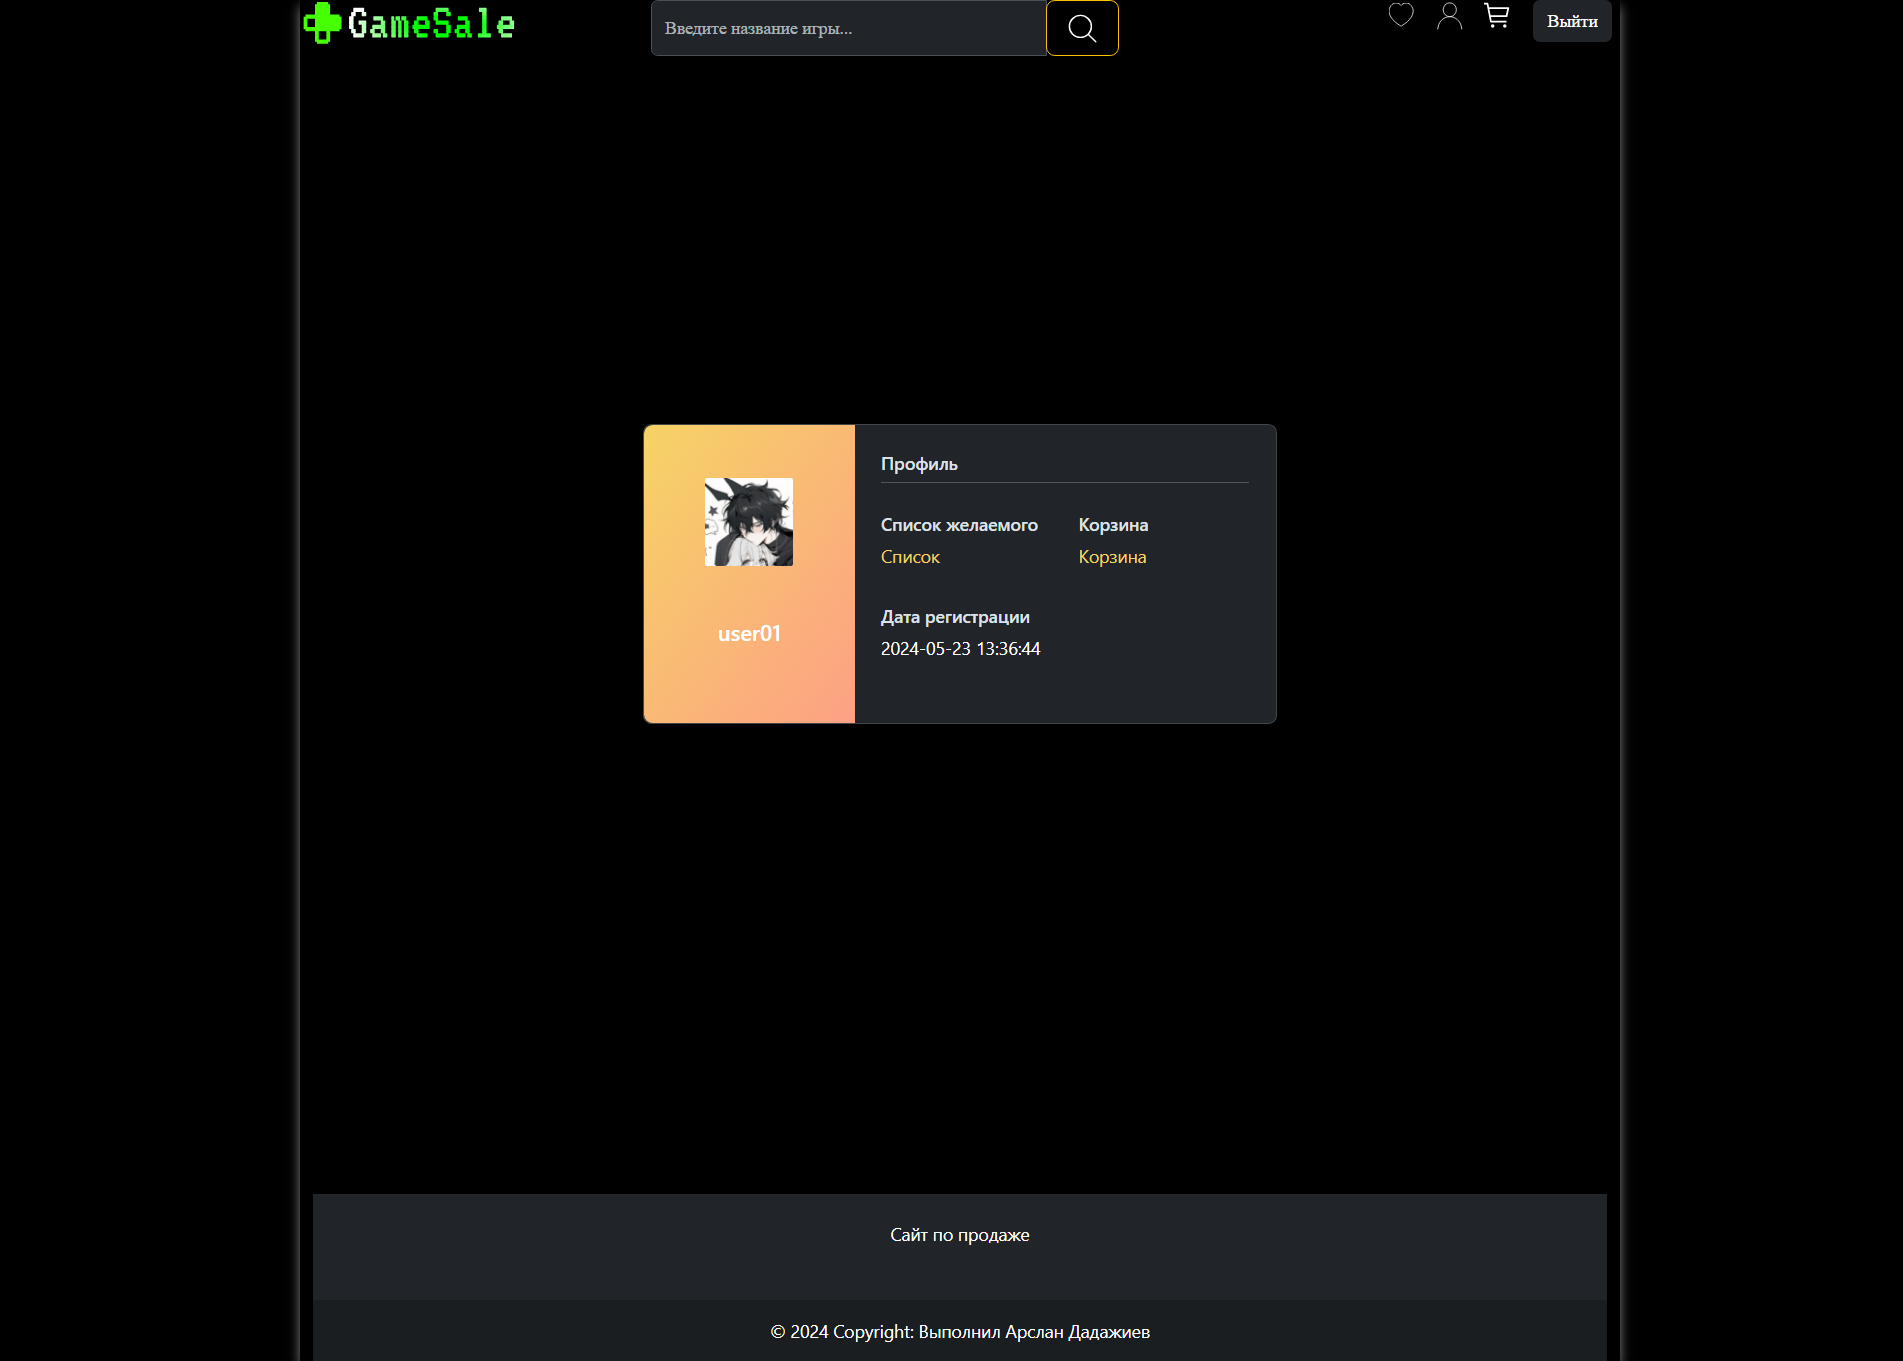 GameSale
Введите название игры...
Выйти
Профиль
Список желаемого
Корзина
Список
Корзина
Дата регистрации
2024-05-23 13:36:44
user01
Сайт по продаже
© 2024 Copyright: Выполнил Арслан Дадажиев